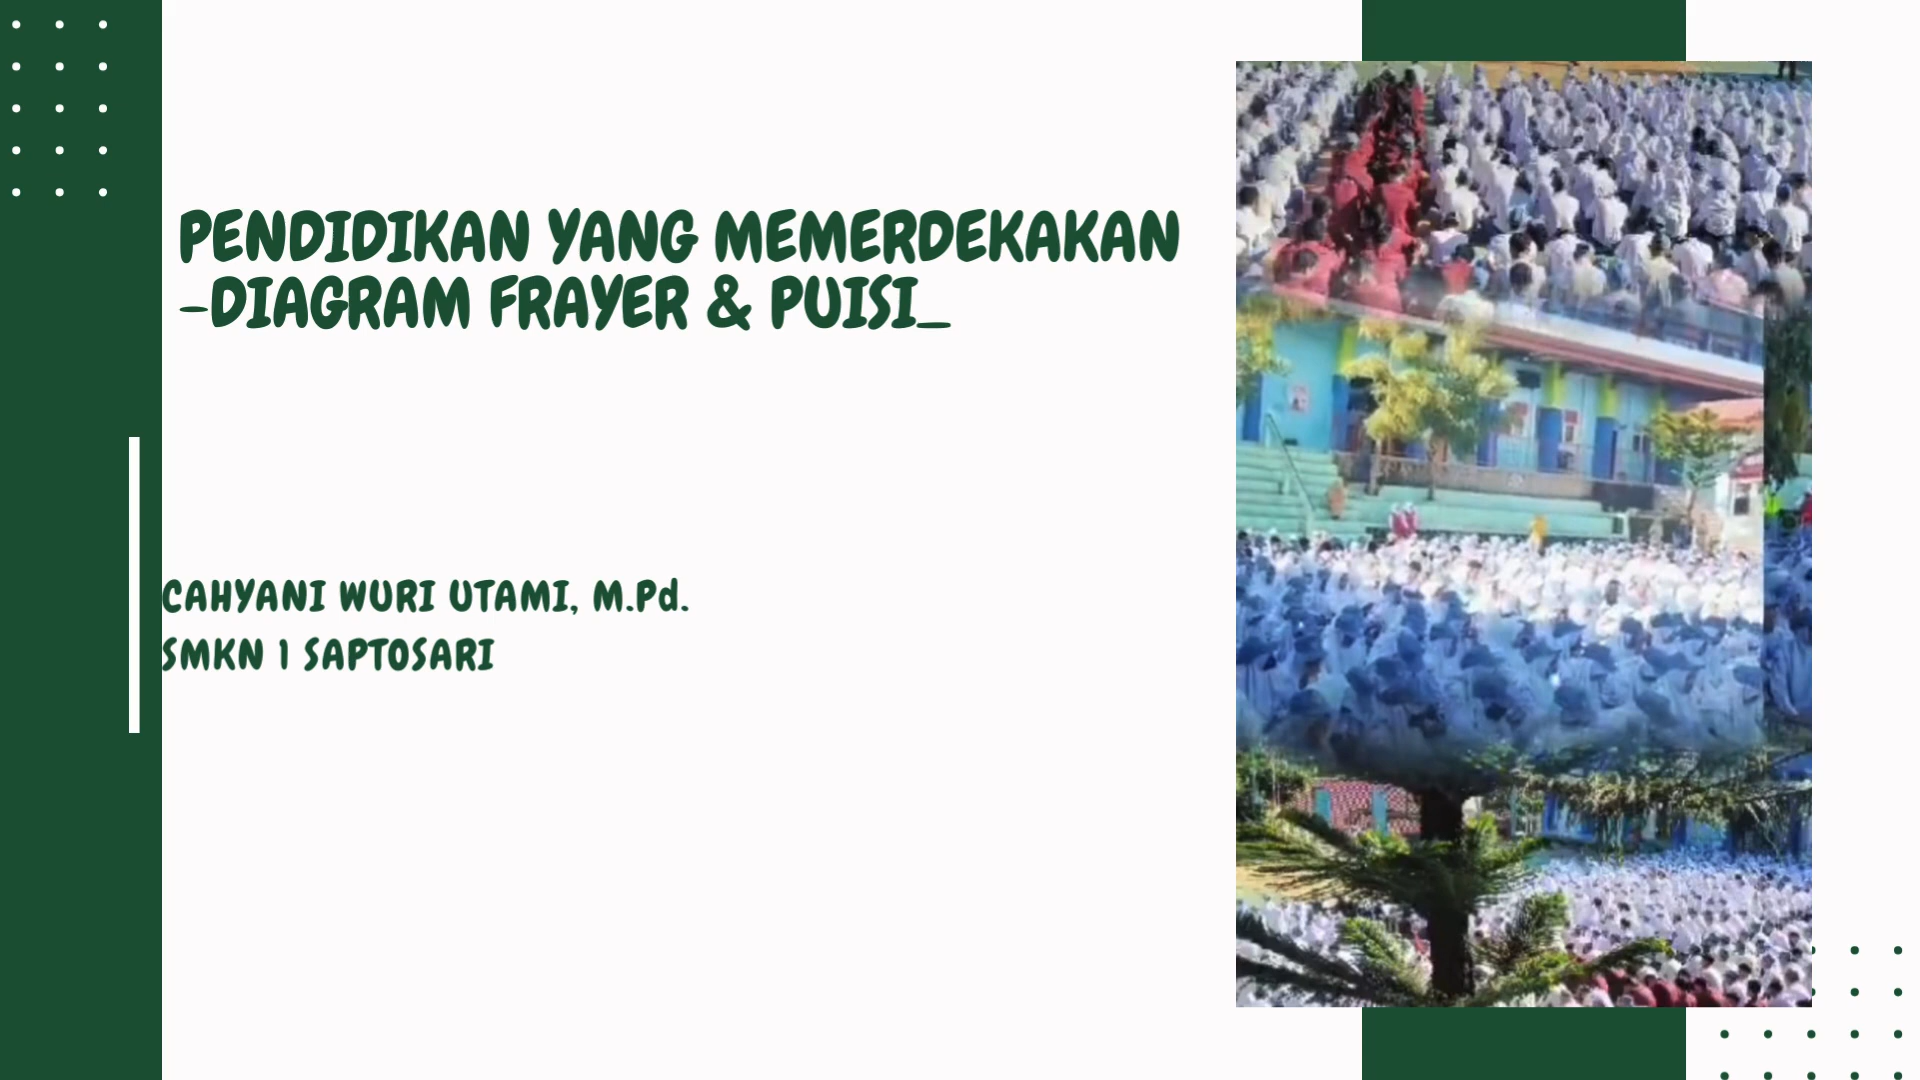 PENDIDIKAN YANG MEMERDEKAKAN
-DIAGRAM FRAYER & PUISI_
CAHYANI WURI UTAMI, M.Pd.
SMKN 1 SAPTOSARI